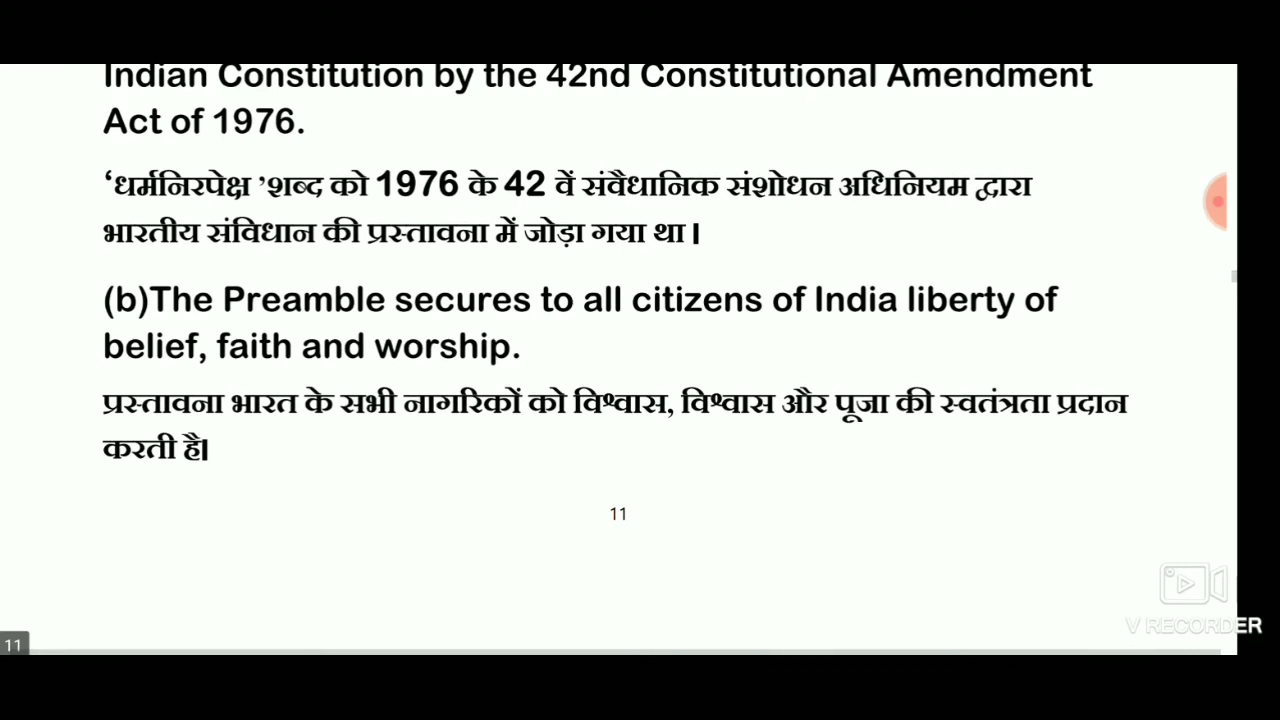 Indian Constitution by the 42nd Constitutional Amendment
Act of 1976.
‘धर्मनिरपेक्ष ’शब्द को 1976 के 42 वें संवैधानिक संशोधन अधिनियम द्वारा
भारतीय संविधान की प्रस्तावना में जोड़ा गया था।
(b)The Preamble secures to all citizens of India liberty of
belief, faith and worship.
प्रस्तावना भारत के सभी नागरिकों को विश्वास, विश्वास और पूजा की स्वतंत्रता प्रदान
करती है।
11
V RECORDER
11